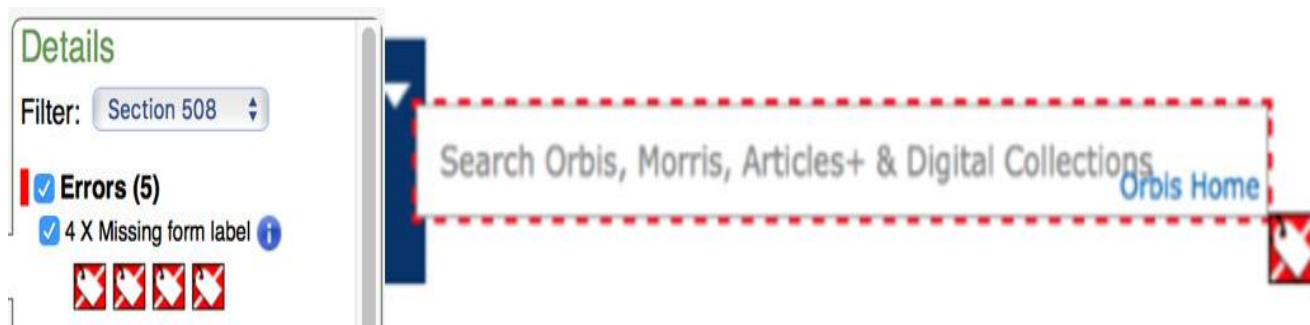 Details
Filter: Section 508
Errors (5)
4 X Missing form label
Search Orbis, Morris, Articles+ & Digital Collections
Orbis Home